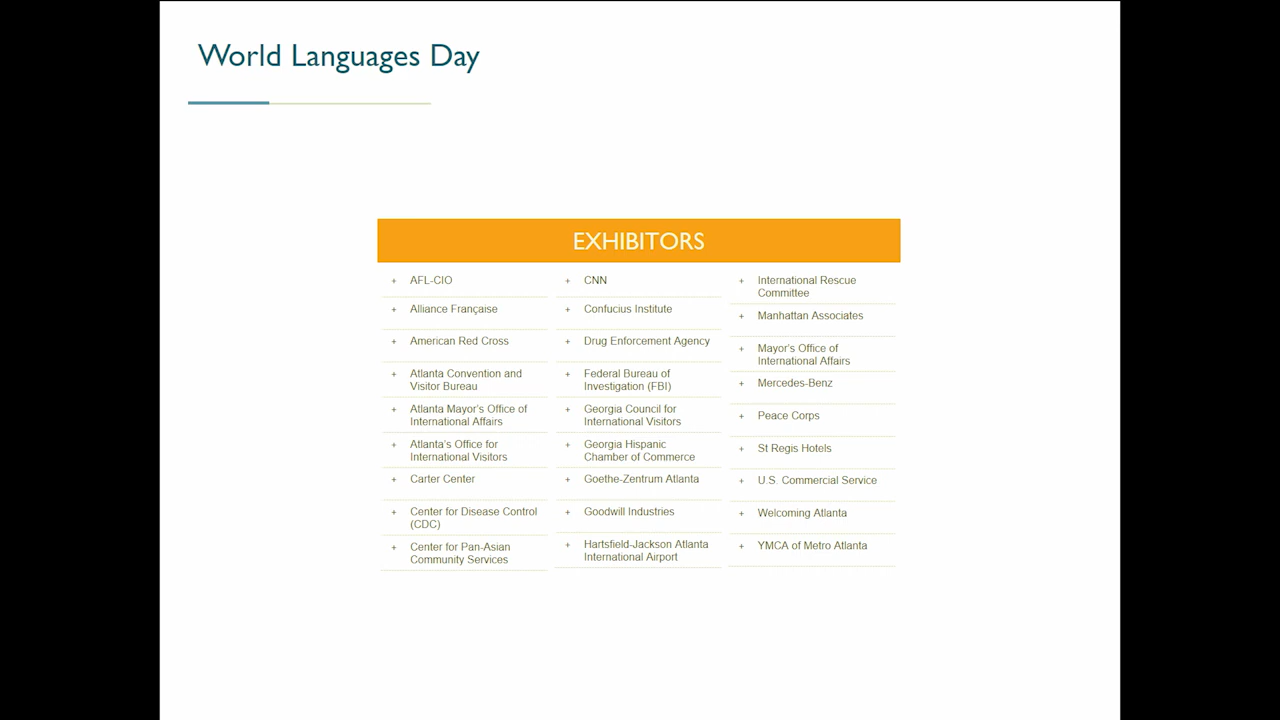 World Languages Day
EXHIBITORS
+ AFL-CIO
+ Alliance Française
+ American Red Cross
+ Atlanta Convention and
Visitor Bureau
+ Atlanta Mayor's Office of
International Affairs
+ Atlanta's Office for
International Visitors
+ Carter Center
+ Center for Disease Control
(CDC)
+ Center for Pan-Asian
Community Services
+ CNN
+ Confucius Institute
+ Drug Enforcement Agency
+ Federal Bureau of
Investigation (FBI)
+ Georgia Council for
International Visitors
+ Georgia Hispanic
Chamber of Commerce
+ Goethe-Zentrum Atlanta
+ Goodwill Industries
+ Hartsfield-Jackson Atlanta
International Airport
+ International Rescue
Committee
+ Manhattan Associates
+ Mayor's Office of
International Affairs
+ Mercedes-Benz
+ Peace Corps
+ St Regis Hotels
+ U.S. Commercial Service
+ Welcoming Atlanta
+ YMCA of Metro Atlanta